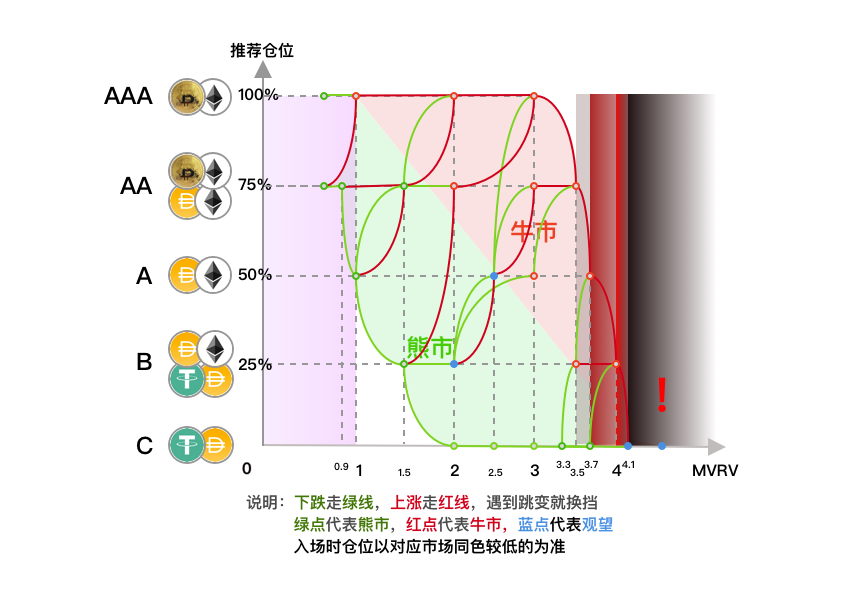 推荐仓位
AAA
100%
AA
75%
牛市
A
50%
熊市
B
25%
!
C
0
0.9
1
1.5
2
2.5
3
3.3
3.5
3.7
4
4.1
MVRV
说明：下跌走绿线，上涨走红线，遇到跳变就换挡
绿点代表熊市，红点代表牛市，蓝点代表观望
入场时仓位以对应市场同色较低的为准